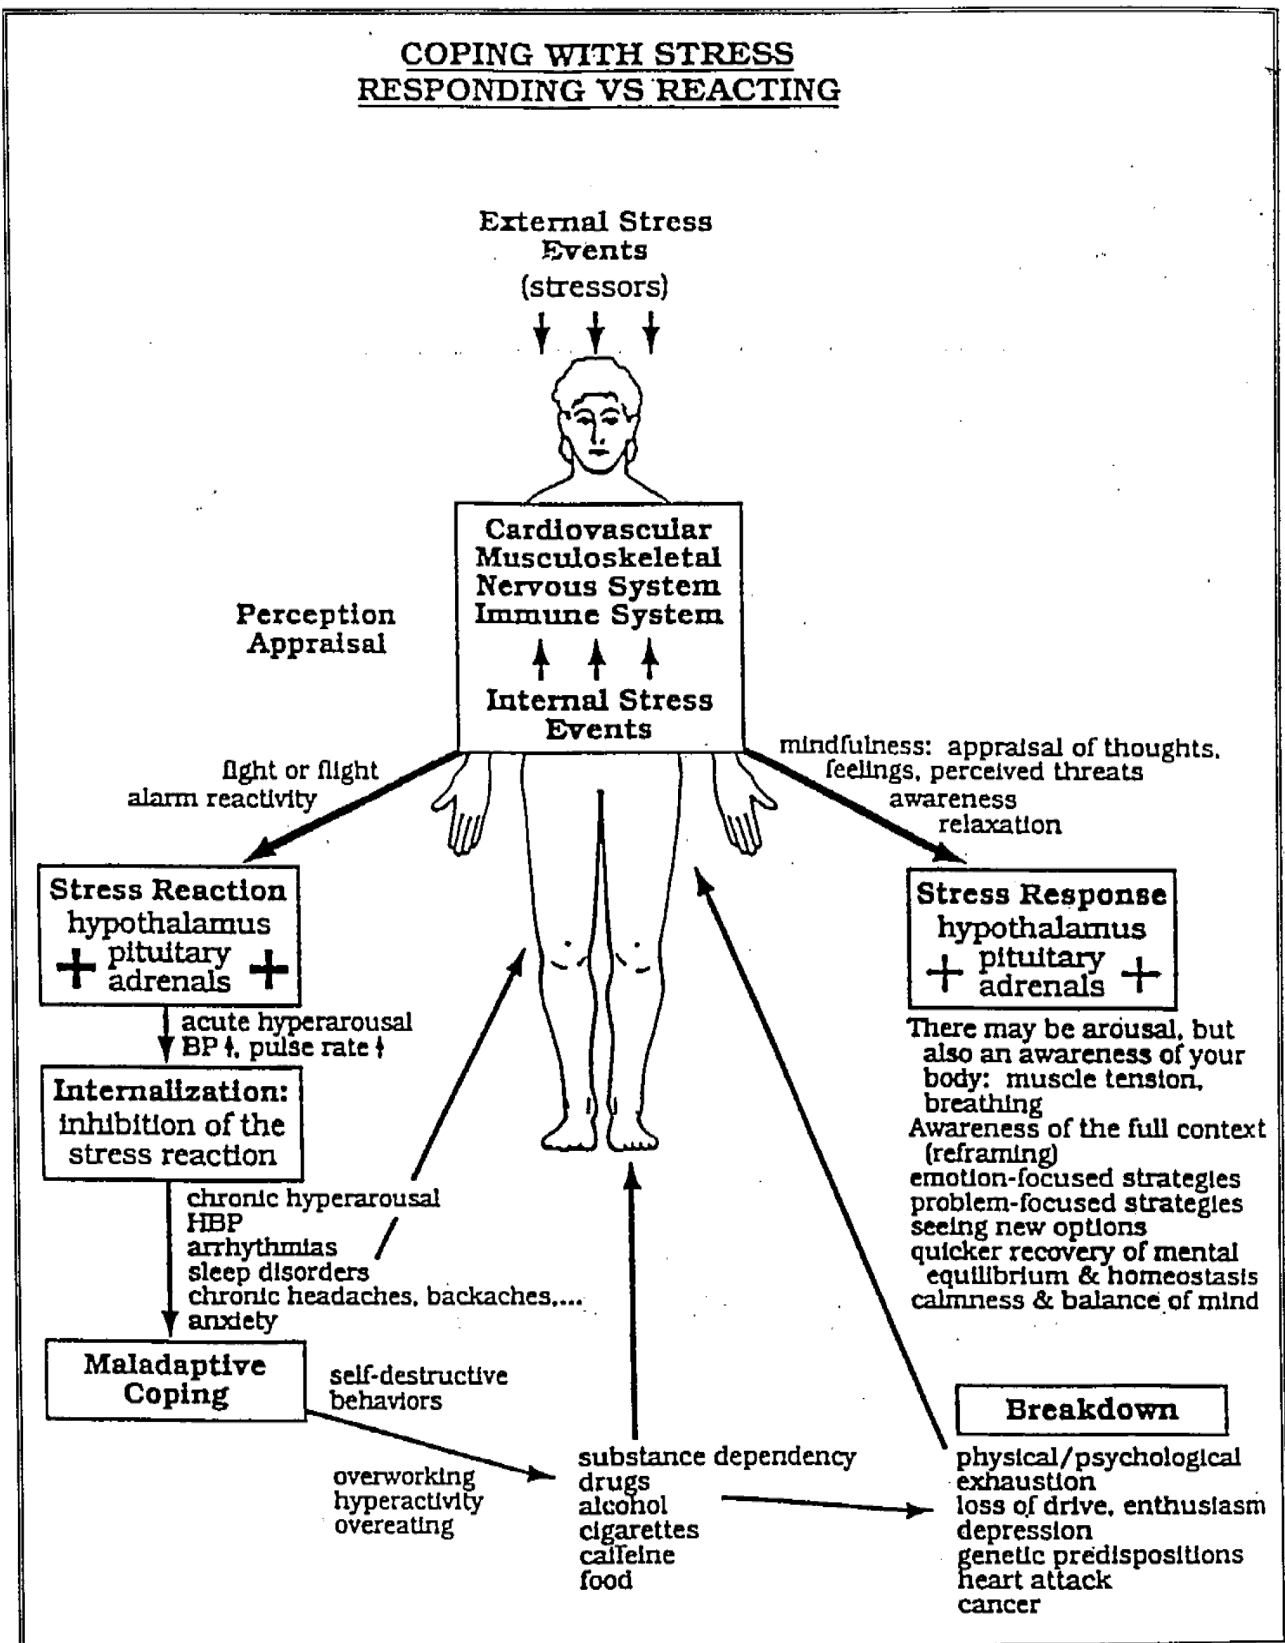 COPING WITH STRESS
RESPONDING VS REACTING
External Stress
Events
(stressors)
Cardiovascular
Musculoskeletal
Nervous System
Immune System
Internal Stress
Events
Perception
Appraisal
fight or flight
alarm reactivity
mindfulness: appraisal of thoughts,
feelings, perceived threats
awareness
relaxation
Stress Reaction
hypothalamus
+ pituitary +
adrenals
acute hyperarousal
BP↑, pulse rate↑
Internalization:
inhibition of the
stress reaction
chronic hyperarousal
HBP
arrhythmias
sleep disorders
chronic headaches, backaches,...
anxiety
Maladaptive
Coping
self-destructive
behaviors
overworking
hyperactivity
overeating
substance dependency
drugs
alcohol
cigarettes
caffeine
food
Stress Response
hypothalamus
+ pituitary +
adrenals
There may be arousal, but
also an awareness of your
body: muscle tension,
breathing
Awareness of the full context
(reframing)
emotion-focused strategies
problem-focused strategies
seeing new options
quicker recovery of mental
equilibrium & homeostasis
calmness & balance of mind
Breakdown
physical/psychological
exhaustion
loss of drive, enthusiasm
depression
genetic predispositions
heart attack
cancer